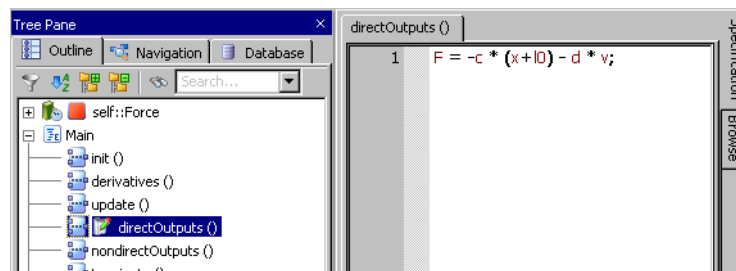 Tree Pane
×
Outline
Navigation
Database
Search...
self::Force
Main
init ()
derivatives ()
update ()
directOutputs ()
nondirectOutputs ()
directOutputs ()
1 F = -c * (x+l0) - d * v;
Browse